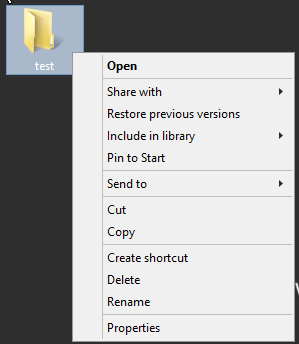 test
Open
Share with
Restore previous versions
Include in library
Pin to Start
Send to
Cut
Copy
Create shortcut
Delete
Rename
Properties